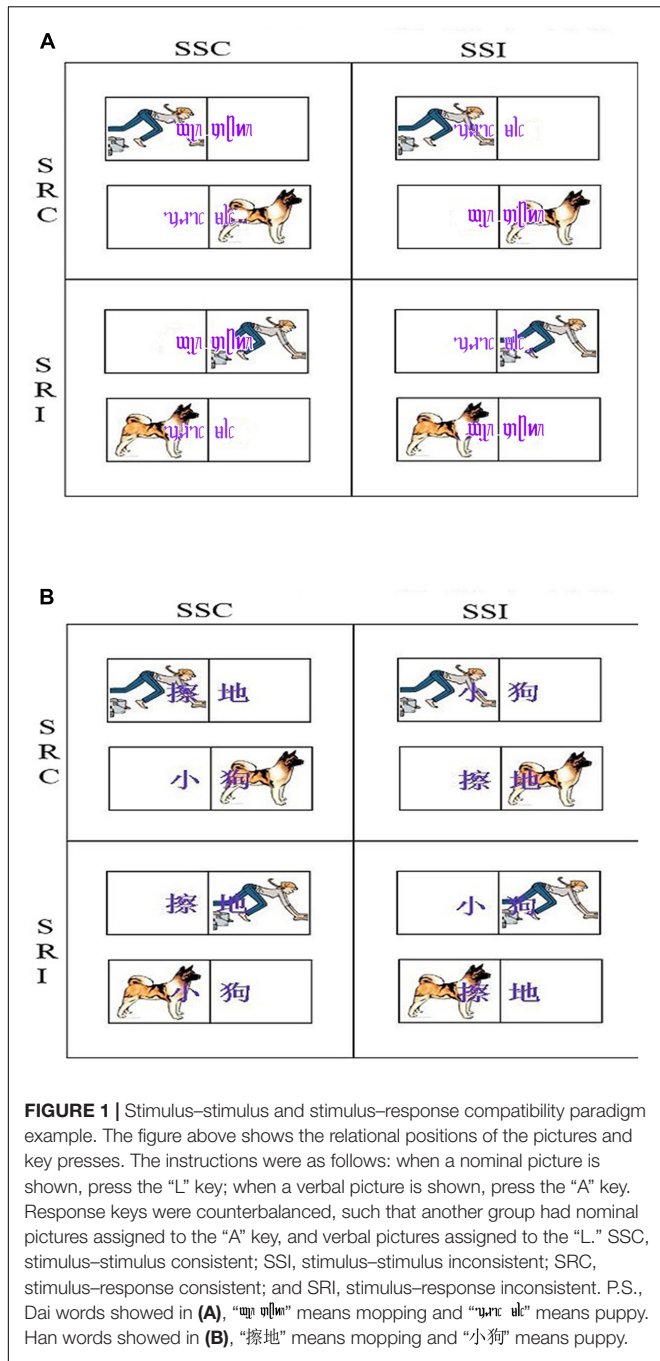 A
SSC SSI
S
R
C
S
R
I
B
SSC SSI
S
R
C
擦 地
小 狗
小 狗
擦 地
S
R
I
擦 地
小 狗
小 狗
擦 地
FIGURE 1 | Stimulus–stimulus and stimulus–response compatibility paradigm
example. The figure above shows the relational positions of the pictures and
key presses. The instructions were as follows: when a nominal picture is
shown, press the “L” key; when a verbal picture is shown, press the “A” key.
Response keys were counterbalanced, such that another group had nominal
pictures assigned to the “A” key, and verbal pictures assigned to the “L.” SSC,
stimulus–stimulus consistent; SSI, stimulus–stimulus inconsistent; SRC,
stimulus–response consistent; and SRI, stimulus–response inconsistent. P.S.,
Dai words showed in (A), “ ” means mopping and “ ” means puppy.
Han words showed in (B), “擦地” means mopping and “小狗” means puppy.